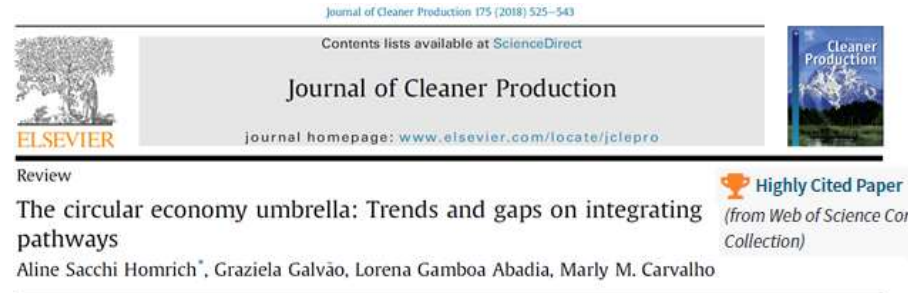 Journal of Cleaner Production 175 (2018) 525–543
Contents lists available at ScienceDirect
Journal of Cleaner Production
journal homepage: www.elsevier.com/locate/jclepro
ELSEVIER
Cleaner
Production
Review
The circular economy umbrella: Trends and gaps on integrating
pathways
Aline Sacchi Homrich*, Graziela Galvão, Lorena Gamboa Abadia, Marly M. Carvalho
Highly Cited Paper
(from Web of Science Cor
Collection)